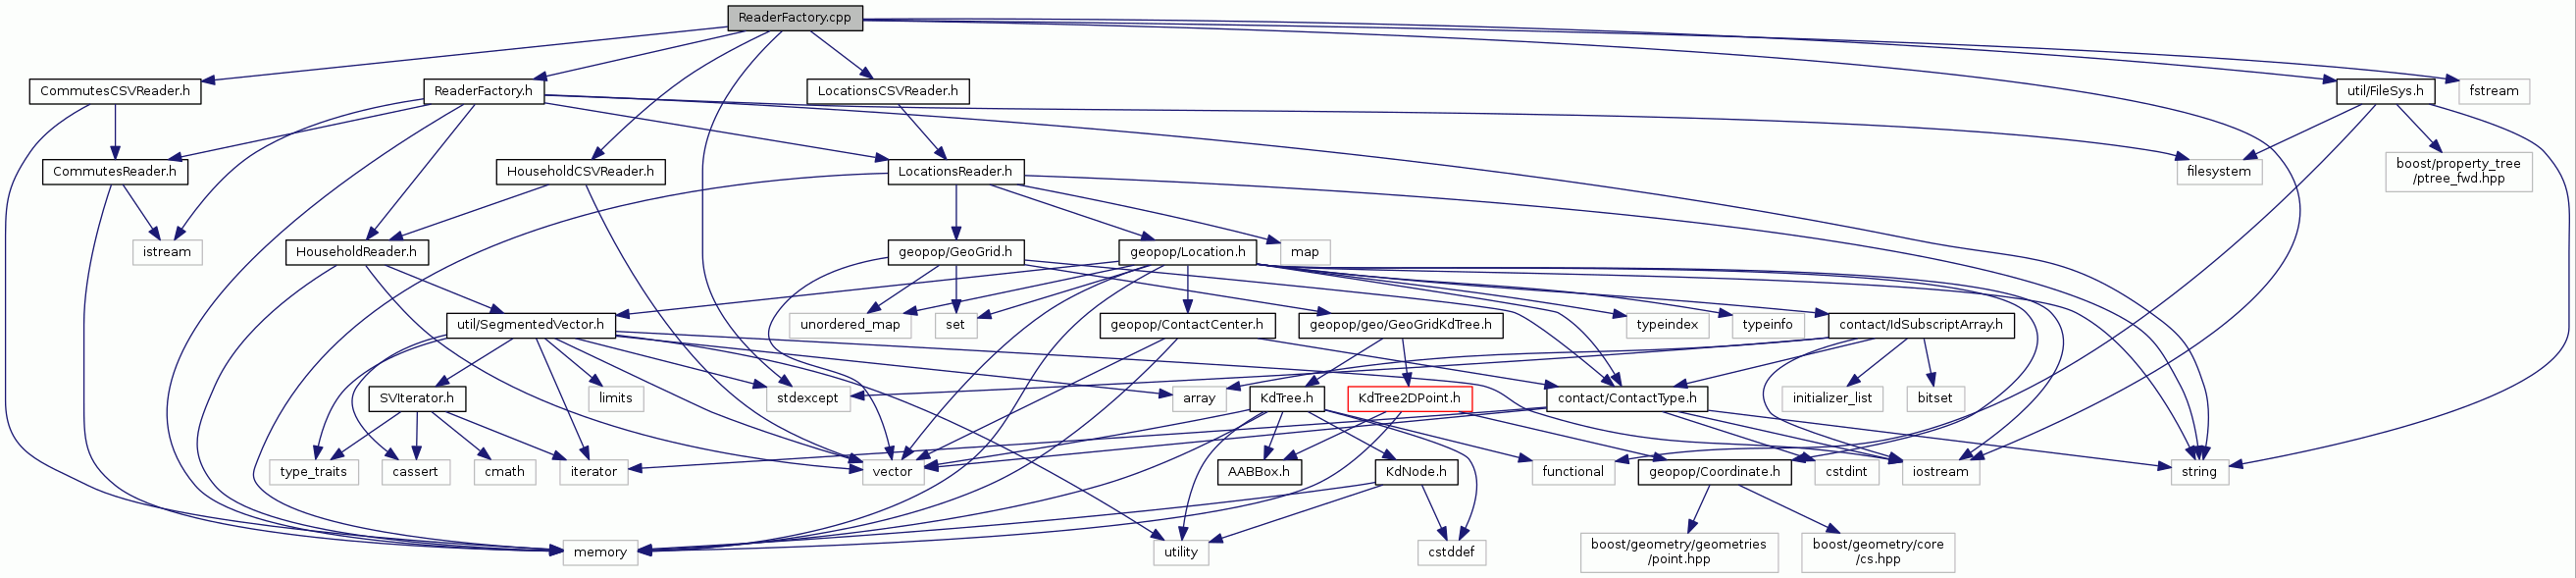 ReaderFactory.cpp
CommutesCSVReader.h
ReaderFactory.h
LocationsCSVReader.h
util/FileSys.h
fstream
CommutesReader.h
HouseholdCSVReader.h
LocationsReader.h
filesystem
boost/property_tree
/ptree_fwd.hpp
istream
HouseholdReader.h
geopop/GeoGrid.h
geopop/Location.h
map
util/SegmentedVector.h
unordered_map
set
geopop/ContactCenter.h
geopop/geo/GeoGridKdTree.h
typeindex
typeinfo
contact/IdSubscriptArray.h
SVIterator.h
limits
stdexcept
array
KdTree.h
KdTree2DPoint.h
contact/ContactType.h
initializer_list
bitset
type_traits
cassert
cmath
iterator
vector
AABBox.h
KdNode.h
functional
geopop/Coordinate.h
cstdint
iostream
string
memory
utility
cstddef
boost/geometry/geometries
/point.hpp
boost/geometry/core
/cs.hpp